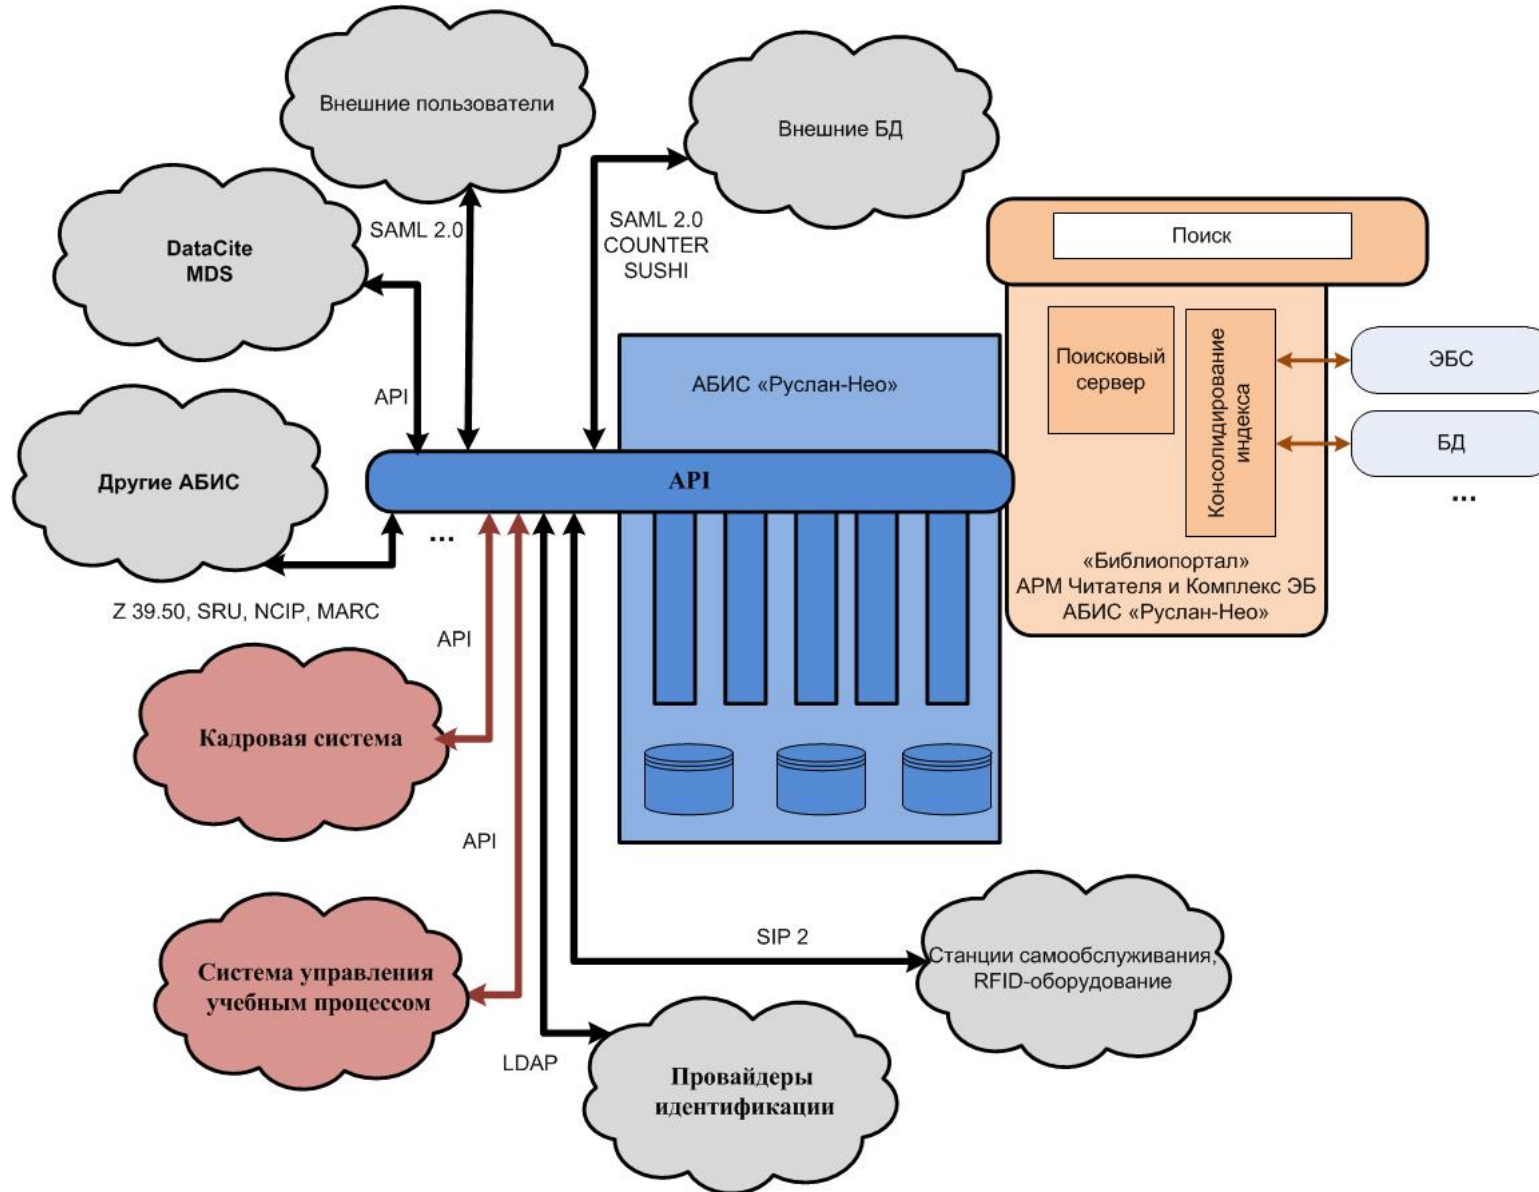 Внешние пользователи
Внешние БД
DataCite
MDS
SAML 2.0
SAML 2.0
COUNTER
SUSHI
Поиск
Поисковый
сервер
Консолидирование
индекса
ЭБС
БД
...
API
АБИС «Руслан-Нео»
Другие АБИС
API
...
«Библиопортал»
АРМ Читателя и Комплекс ЭБ
АБИС «Руслан-Нео»
Z 39.50, SRU, NCIP, MARC
API
Кадровая система
API
SIP 2
Станции самообслуживания,
RFID-оборудование
Система управления
учебным процессом
LDAP
Провайдеры
идентификации